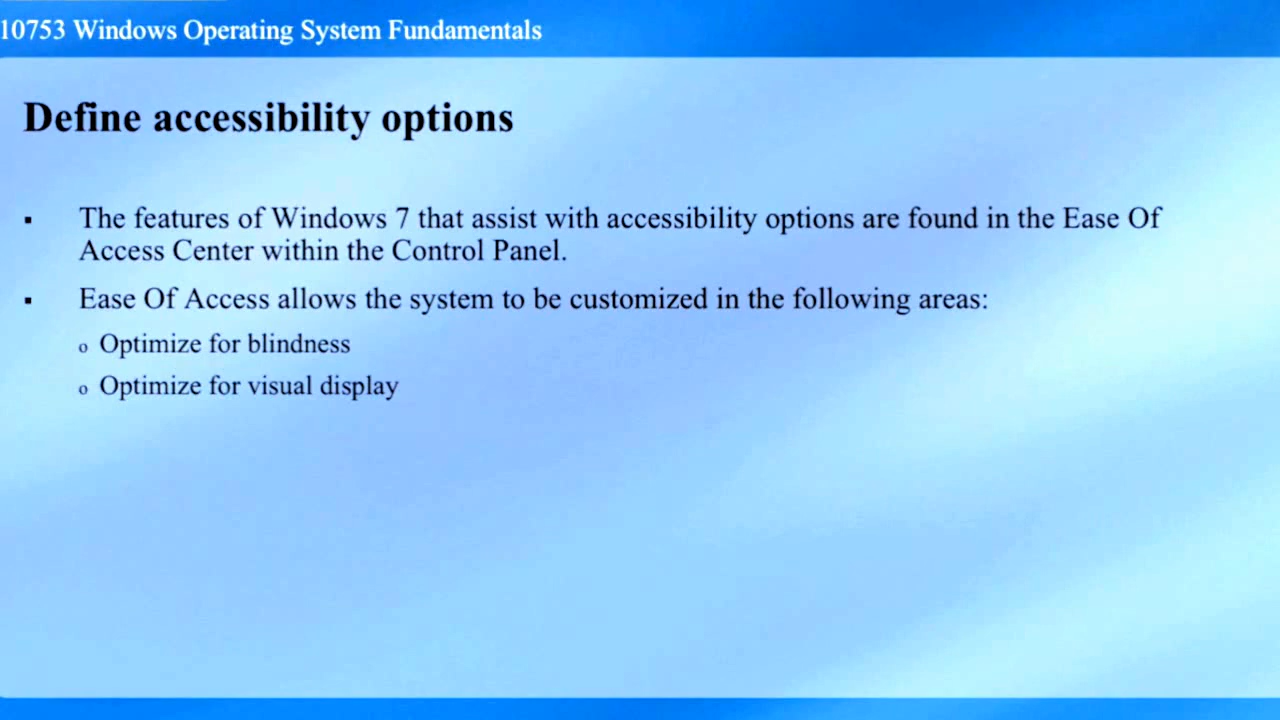 10753 Windows Operating System Fundamentals
Define accessibility options
▪ The features of Windows 7 that assist with accessibility options are found in the Ease Of
Access Center within the Control Panel.
▪ Ease Of Access allows the system to be customized in the following areas:
o Optimize for blindness
o Optimize for visual display